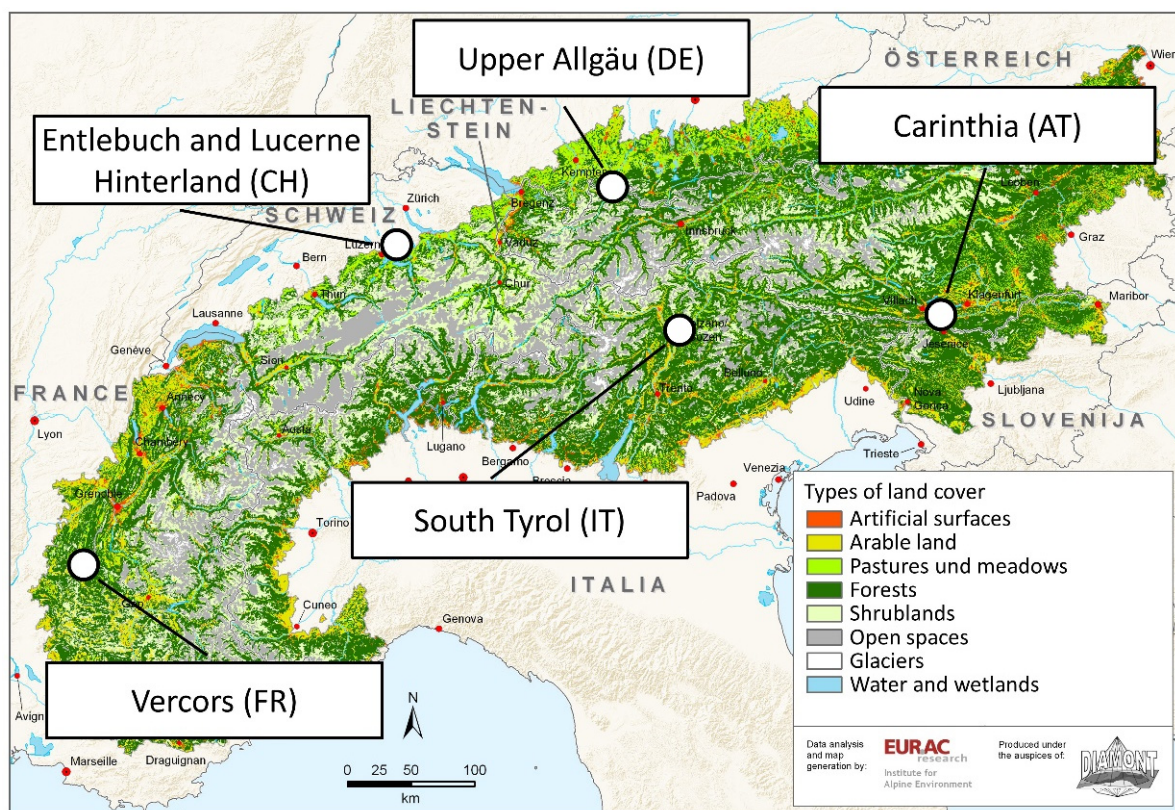 Upper Allgäu (DE)
ÖSTERREICH
Wien
LIECHTEN-
STEIN
Carinthia (AT)
Entlebuch and Lucerne
Hinterland (CH)
Kempten
Leoben
Zürich
Bregenz
SCHWEIZ
Innsbruck
Graz
Luzern
Vaduz
Bern
Chur
Villach
Klagenfurt
Maribor
Thun
Lausanne
Jesenice
Genève
Sion
Belluno
Trento
Ljubljana
FRANCE
Annecy
Udine
Nova
Gorica
SLOVENIJA
Lyon
Aosta
Lugano
Chambéry
Bergamo
Trieste
Brescia
Venezia
Padova
Grenoble
Torino
South Tyrol (IT)
ITALIA
Gap
Cuneo
Genova
Vercors (FR)
N
Avign
Marseille
Draguignan
0 25 50 100
km
Types of land cover
Artificial surfaces
Arable land
Pastures und meadows
Forests
Shrublands
Open spaces
Glaciers
Water and wetlands
Data analysis
and map
generation by:
EURAC
research
Institute for
Alpine Environment
Produced under
the auspices of:
DIAMONT